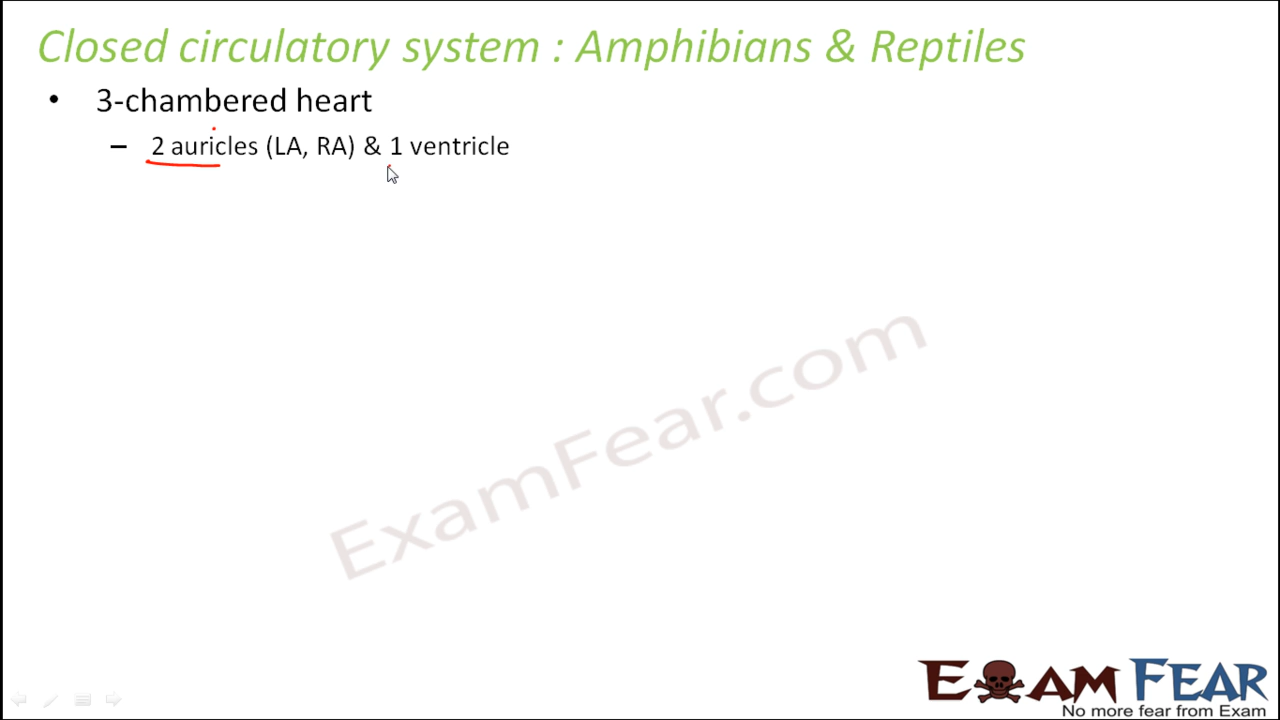 Closed circulatory system : Amphibians & Reptiles
• 3-chambered heart
– 2 auricles (LA, RA) & 1 ventricle
ExamFear.com
EXAM FEAR
No more fear from Exam